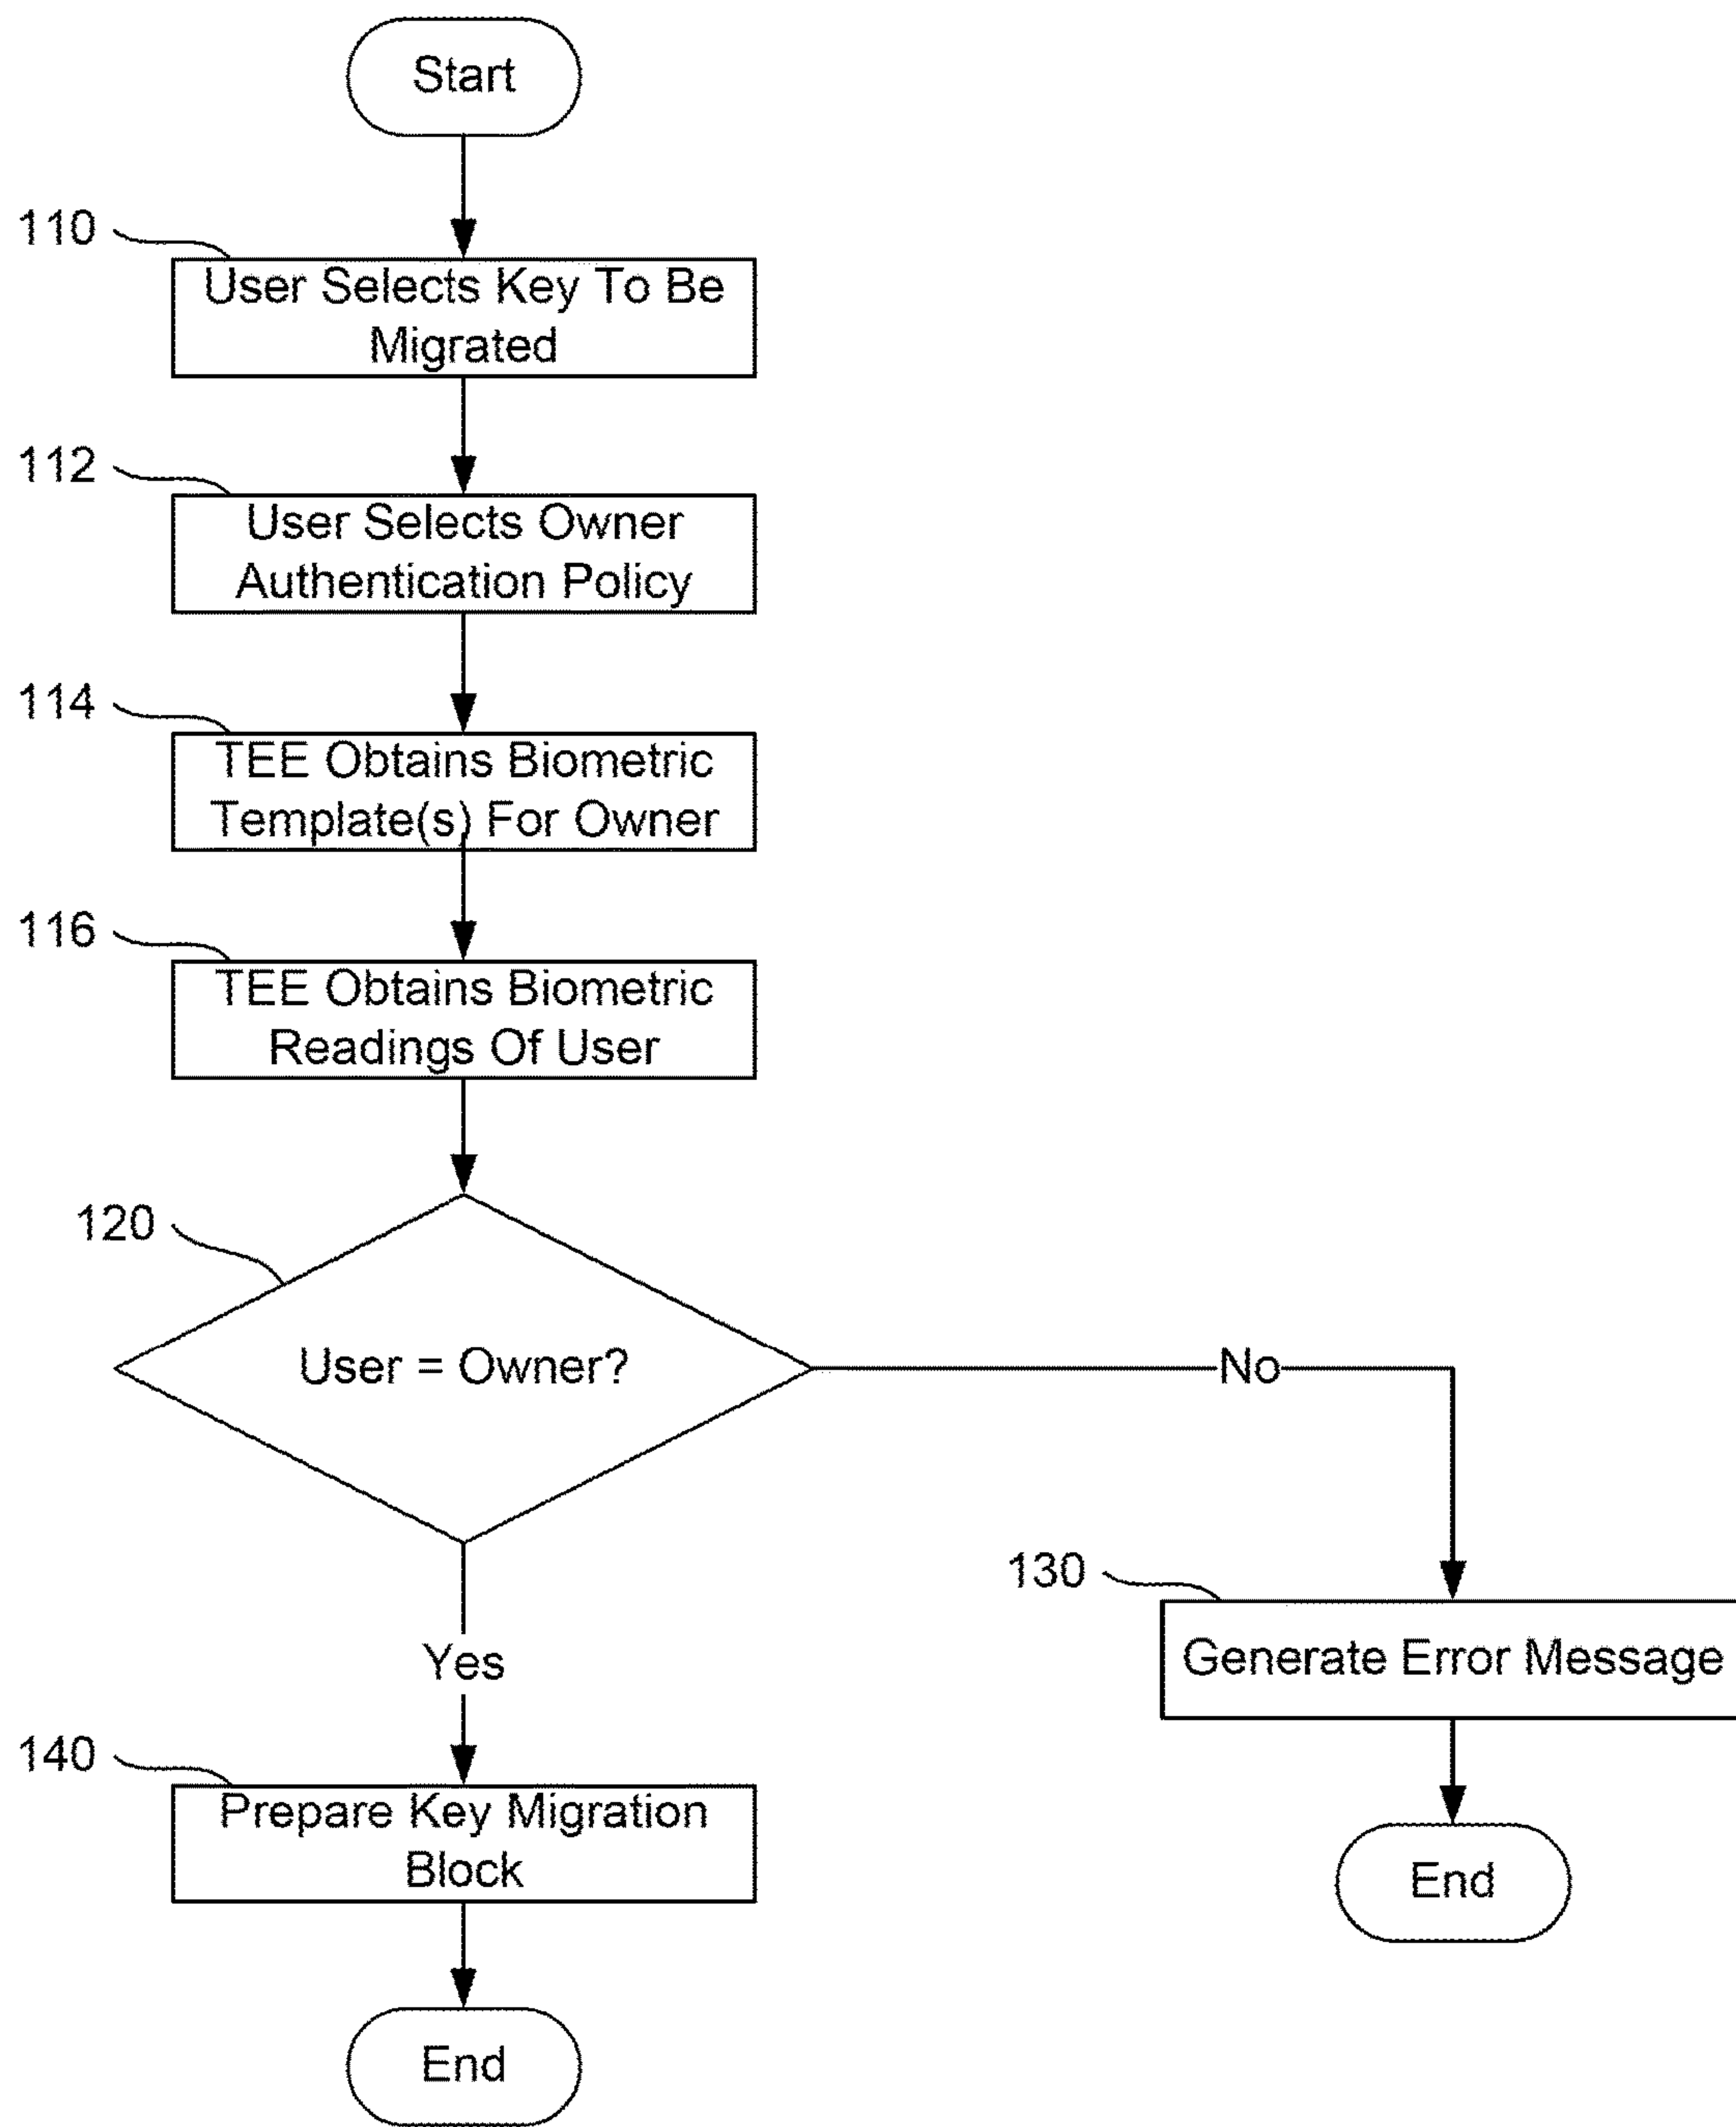 Start
110
User Selects Key To Be
Migrated
112
User Selects Owner
Authentication Policy
114
TEE Obtains Biometric
Template(s) For Owner
116
TEE Obtains Biometric
Readings Of User
120
User = Owner?
No
Yes
130
Generate Error Message
140
Prepare Key Migration
Block
End
End